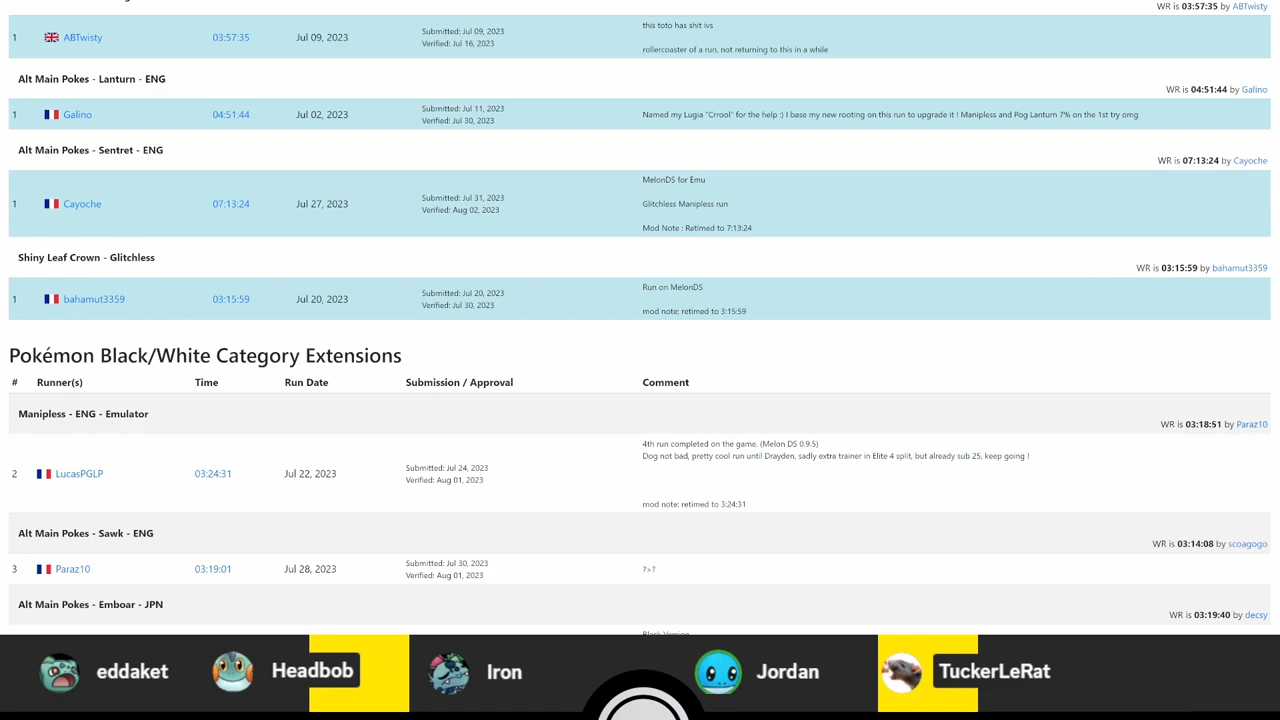 WR is 03:57:35 by ABTwisty
1 ABTwisty 03:57:35 Jul 09, 2023 Submitted: Jul 09, 2023 this toto has shit ivs
Verified: Jul 16, 2023 rollercoaster of a run, not returning to this in a while
Alt Main Pokes - Lanturn - ENG
WR is 04:51:44 by Galino
1 Galino 04:51:44 Jul 02, 2023 Submitted: Jul 11, 2023 Named my Lugia "Crrool" for the help :) I base my new rooting on this run to upgrade it ! Manipless and Pog Lanturn 7% on the 1st try omg
Verified: Jul 30, 2023
Alt Main Pokes - Sentret - ENG
WR is 07:13:24 by Cayoche
MelonDS for Emu
1 Cayoche 07:13:24 Jul 27, 2023 Submitted: Jul 31, 2023 Glitchless Manipless run
Verified: Aug 02, 2023
Mod Note : Retimed to 7:13:24
Shiny Leaf Crown - Glitchless
WR is 03:15:59 by bahamut3359
1 bahamut3359 03:15:59 Jul 20, 2023 Submitted: Jul 20, 2023 Run on MelonDS
Verified: Jul 30, 2023 mod note: retimed to 3:15:59
Pokémon Black/White Category Extensions
# Runner(s) Time Run Date Submission / Approval Comment
Manipless - ENG - Emulator
WR is 03:18:51 by Paraz10
4th run completed on the game. (Melon DS 0.9.5)
Dog not bad, pretty cool run until Drayden, sadly extra trainer in Elite 4 split, but already sub 25, keep going !
2 LucasPGLP 03:24:31 Jul 22, 2023 Submitted: Jul 24, 2023
Verified: Aug 01, 2023
mod note: retimed to 3:24:31
Alt Main Pokes - Sawk - ENG
WR is 03:14:08 by scoagogo
3 Paraz10 03:19:01 Jul 28, 2023 Submitted: Jul 30, 2023 ?>?
Verified: Aug 01, 2023
Alt Main Pokes - Emboar - JPN
WR is 03:19:40 by decsy
Black Version
eddaket Headbob Iron Jordan TuckerLeRat